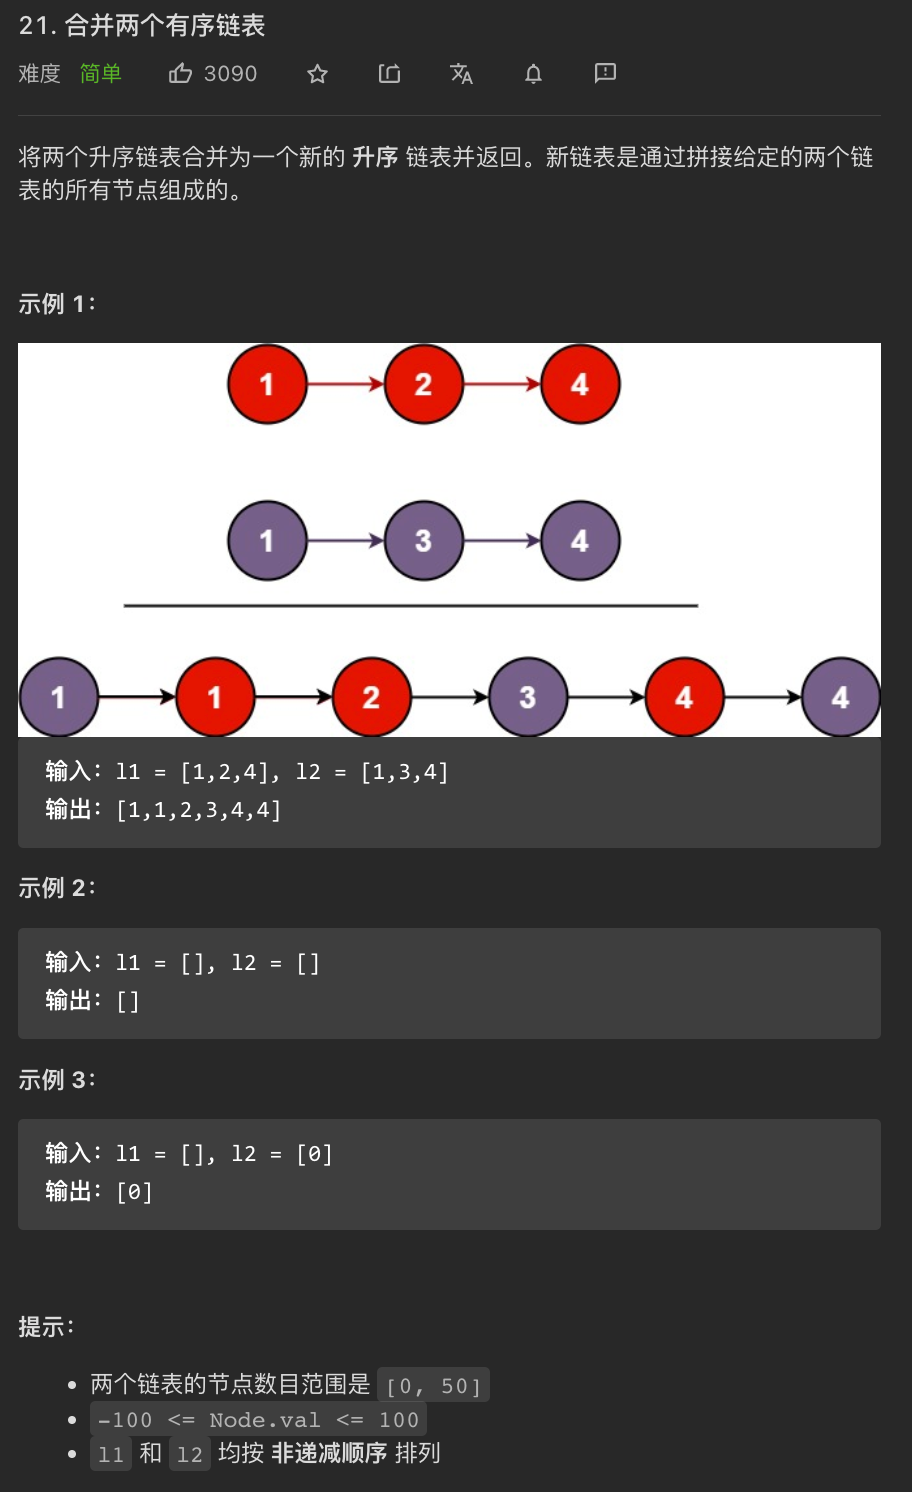 21. 合并两个有序链表
难度 简单 3090
将两个升序链表合并为一个新的 升序 链表并返回。新链表是通过拼接给定的两个链
表的所有节点组成的。
示例 1：
1 2 4
1 3 4
1 1 2 3 4 4
输入：l1 = [1,2,4], l2 = [1,3,4]
输出：[1,1,2,3,4,4]
示例 2：
输入：l1 = [], l2 = []
输出：[]
示例 3：
输入：l1 = [], l2 = [0]
输出：[0]
提示：
两个链表的节点数目范围是 [0, 50]
-100 <= Node.val <= 100
l1 和 l2 均按 非递减顺序 排列